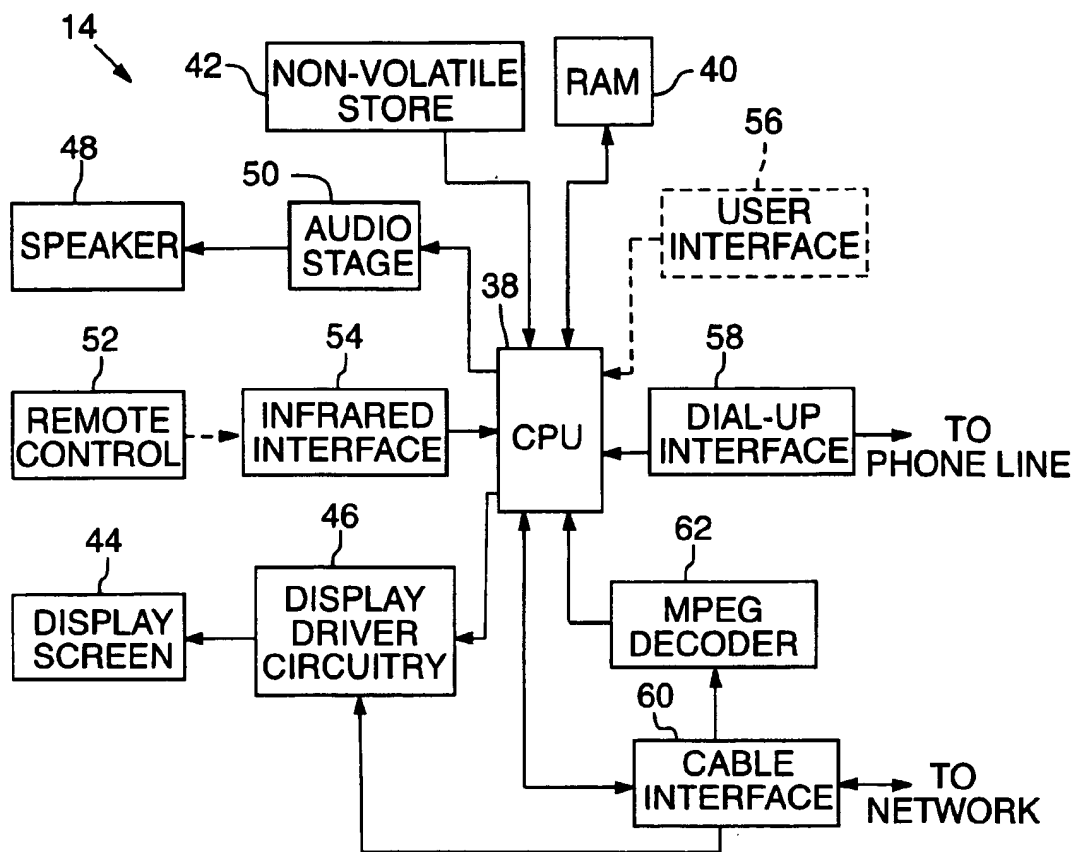 14
42
NON-VOLATILE
STORE
RAM
40
56
USER
INTERFACE
48
SPEAKER
50
AUDIO
STAGE
38
CPU
52
REMOTE
CONTROL
54
INFRARED
INTERFACE
58
DIAL-UP
INTERFACE
TO
PHONE LINE
44
DISPLAY
SCREEN
46
DISPLAY
DRIVER
CIRCUITRY
62
MPEG
DECODER
60
CABLE
INTERFACE
TO
NETWORK